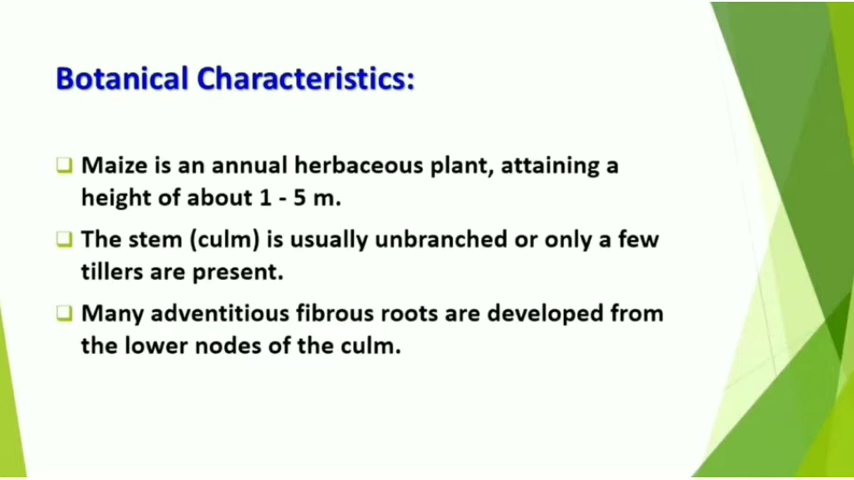 Botanical Characteristics:
Maize is an annual herbaceous plant, attaining a
height of about 1 - 5 m.
The stem (culm) is usually unbranched or only a few
tillers are present.
Many adventitious fibrous roots are developed from
the lower nodes of the culm.